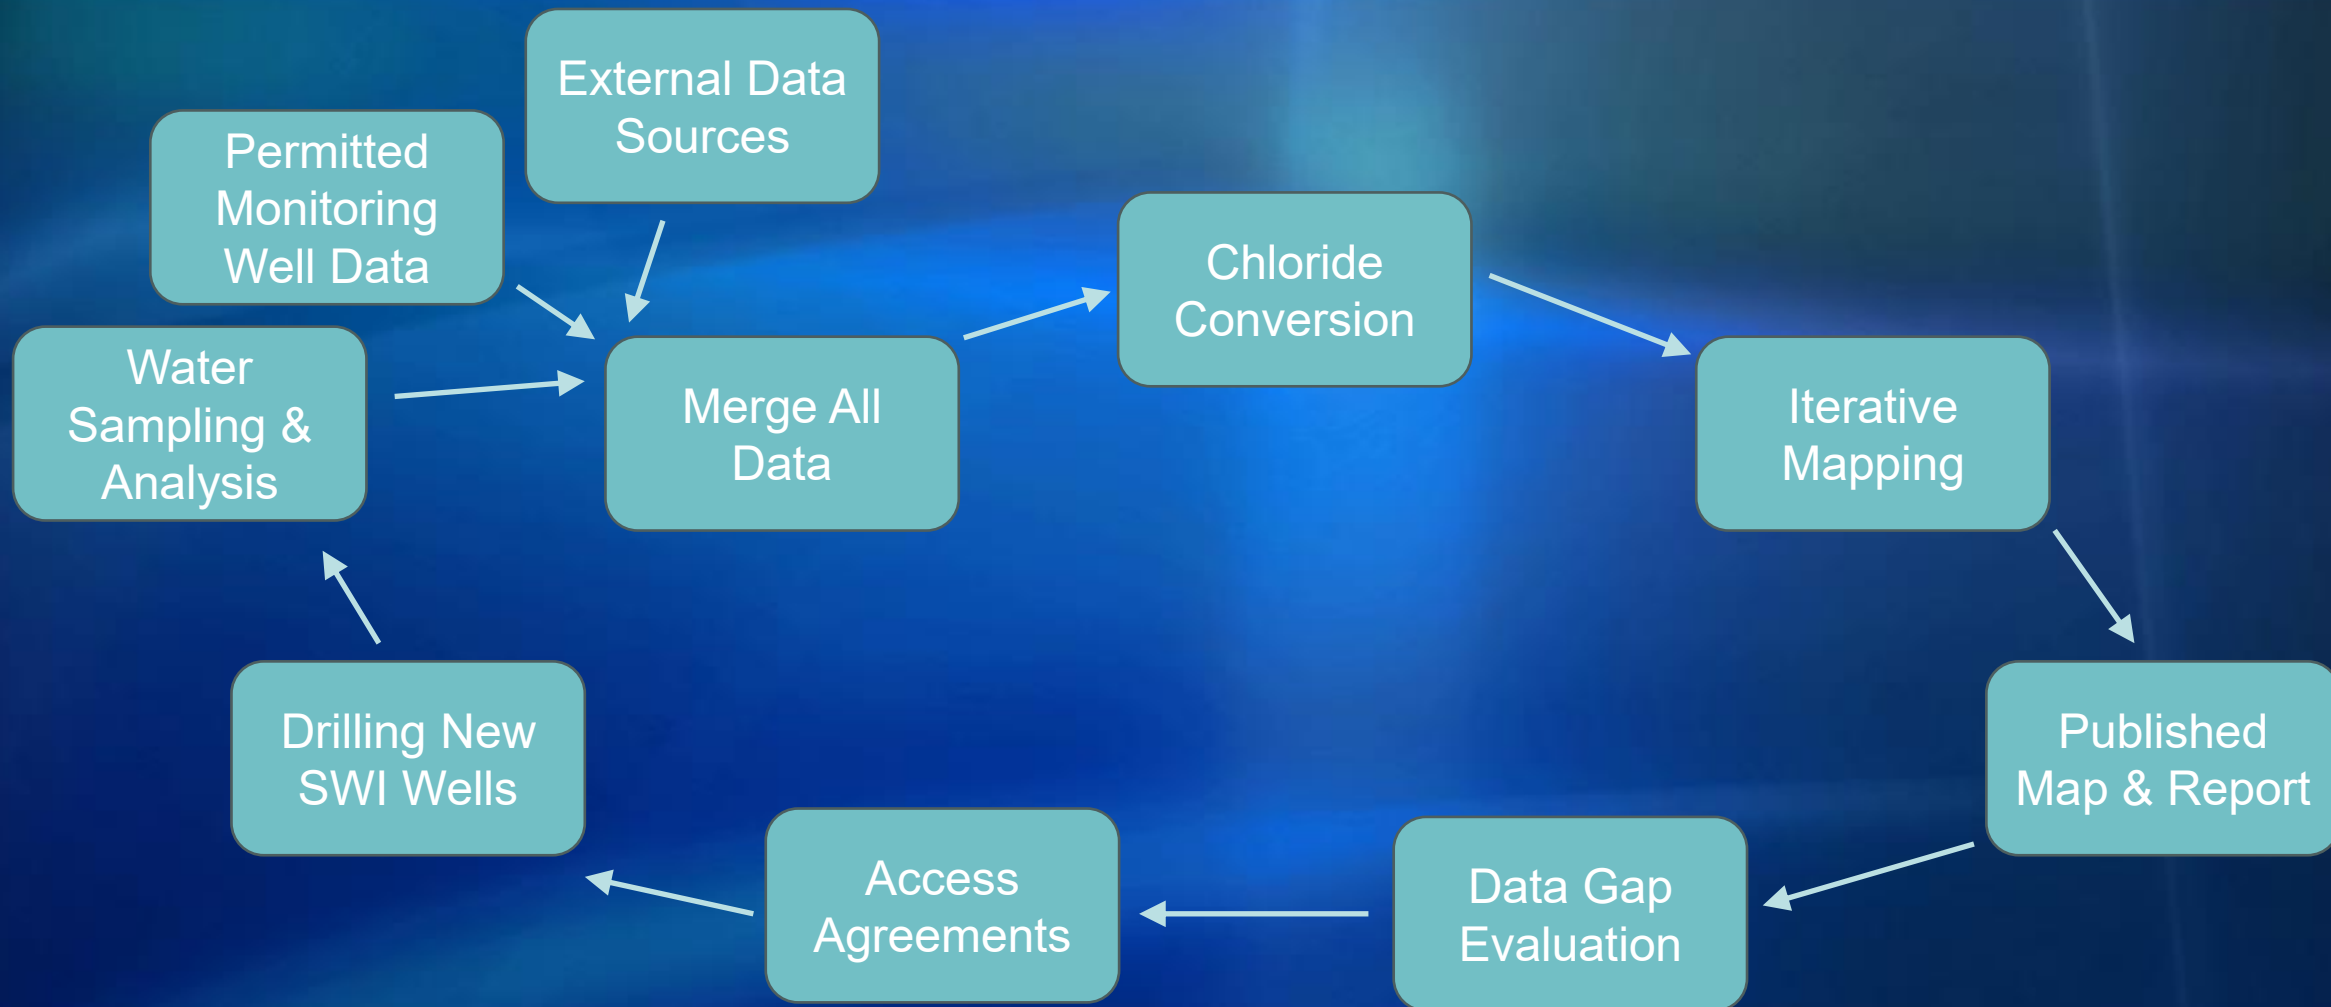 External Data
Sources
Permitted
Monitoring
Well Data
Water
Sampling &
Analysis
Merge All
Data
Chloride
Conversion
Iterative
Mapping
Published
Map & Report
Data Gap
Evaluation
Access
Agreements
Drilling New
SWI Wells